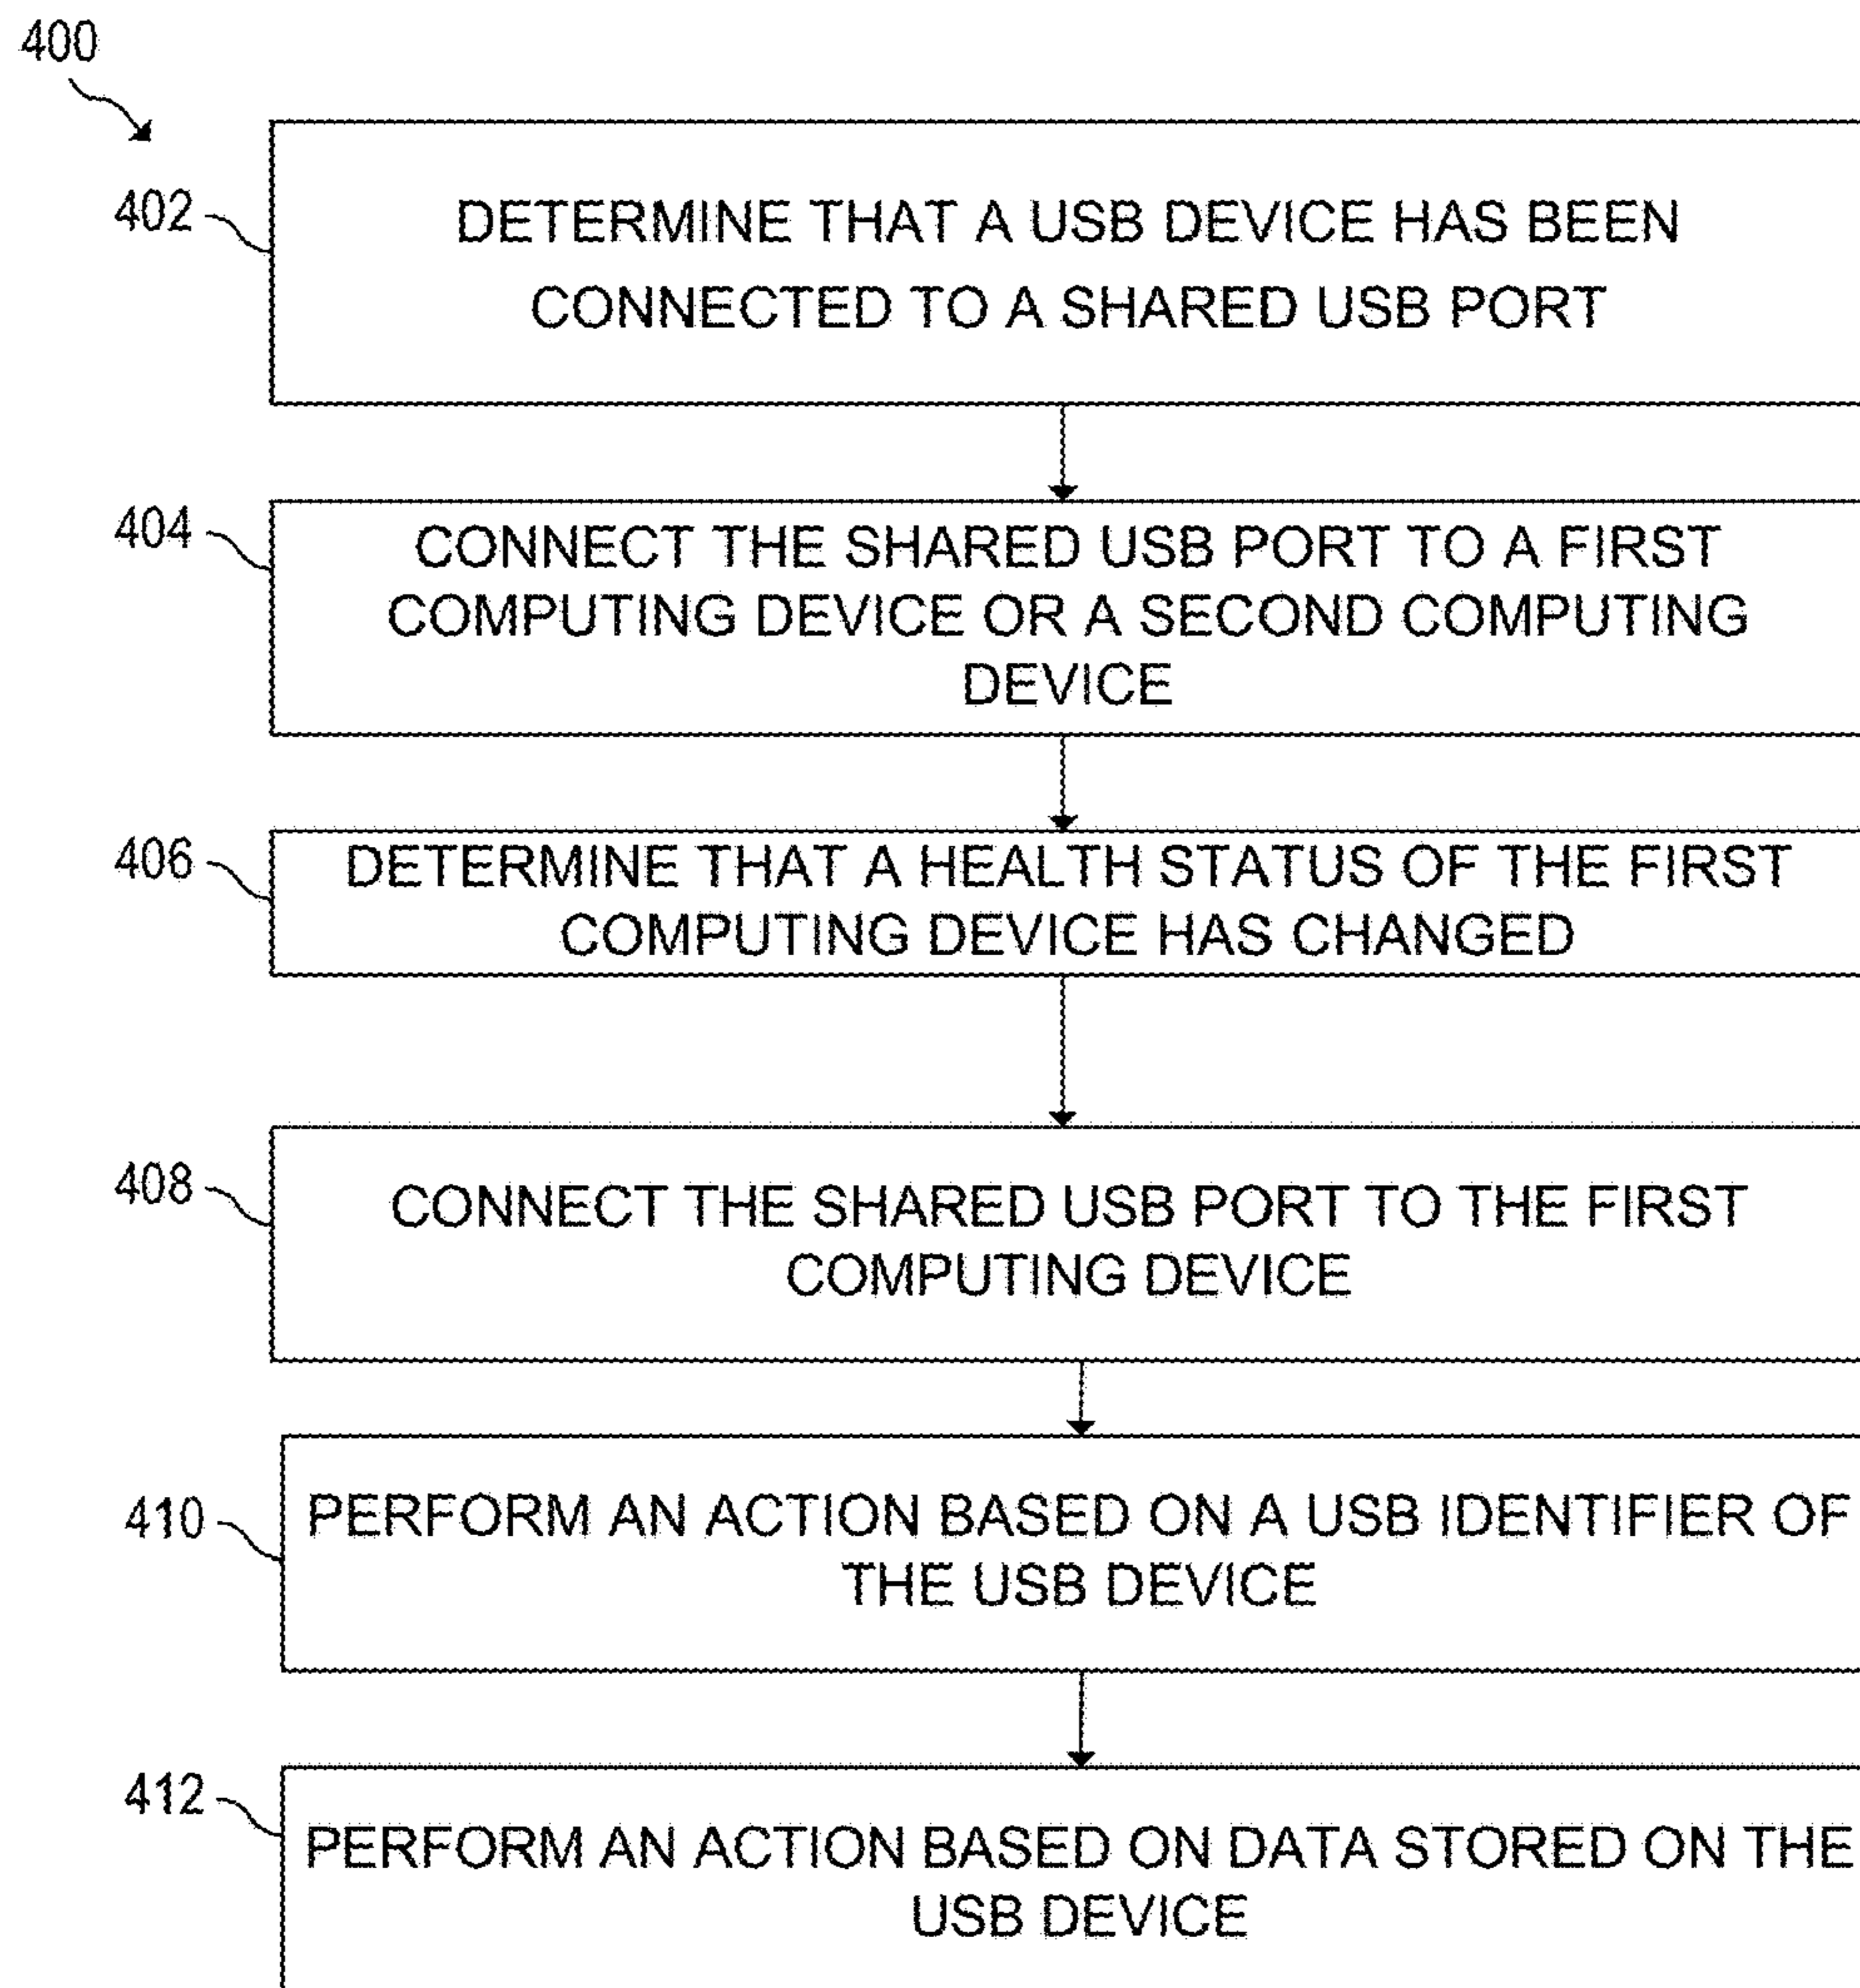 400
402
DETERMINE THAT A USB DEVICE HAS BEEN
CONNECTED TO A SHARED USB PORT
404
CONNECT THE SHARED USB PORT TO A FIRST
COMPUTING DEVICE OR A SECOND COMPUTING
DEVICE
406
DETERMINE THAT A HEALTH STATUS OF THE FIRST
COMPUTING DEVICE HAS CHANGED
408
CONNECT THE SHARED USB PORT TO THE FIRST
COMPUTING DEVICE
410
PERFORM AN ACTION BASED ON A USB IDENTIFIER OF
THE USB DEVICE
412
PERFORM AN ACTION BASED ON DATA STORED ON THE
USB DEVICE